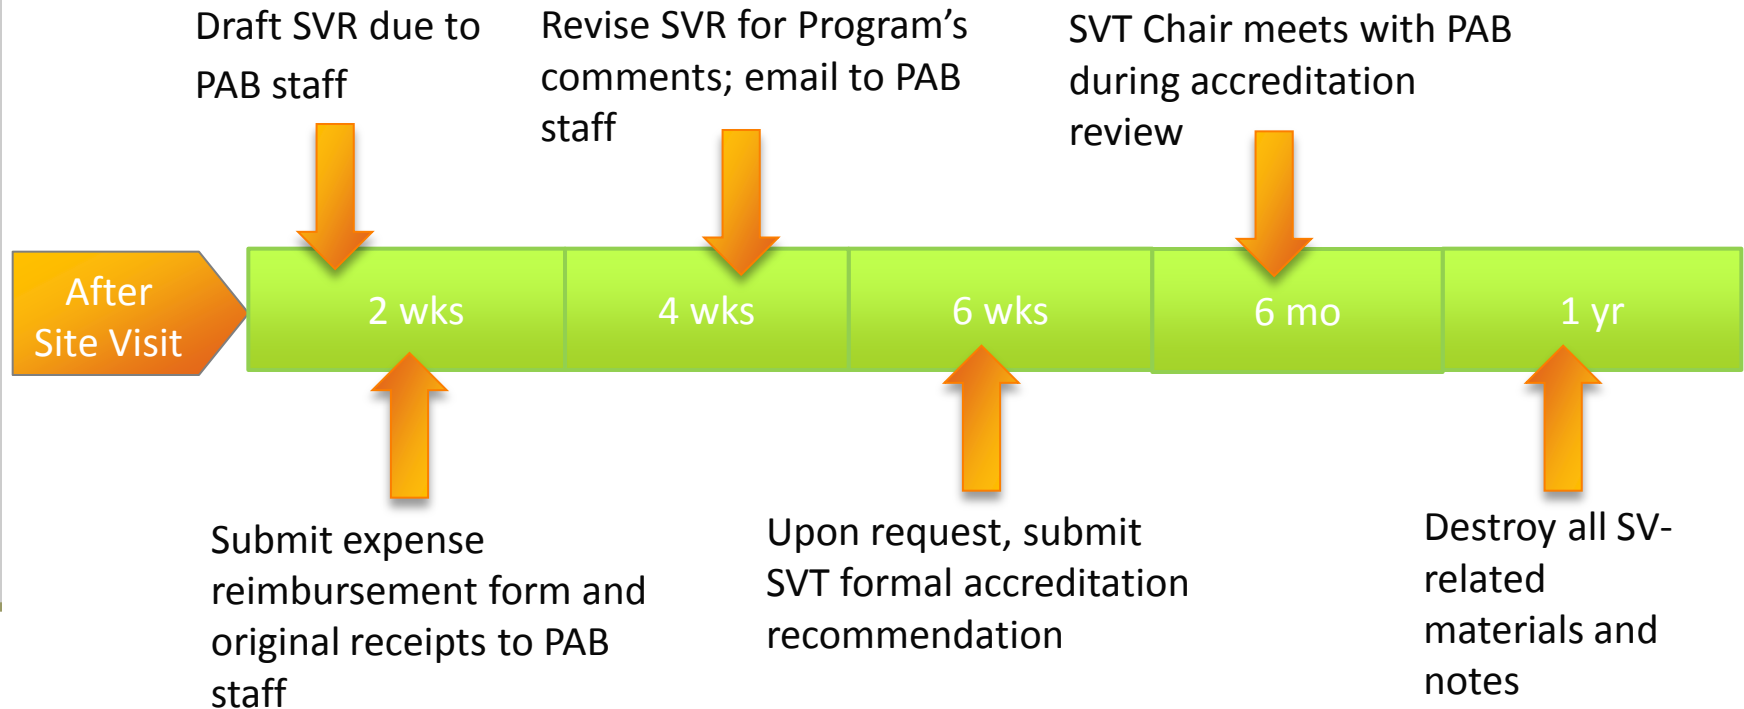 Draft SVR due to
PAB staff
Revise SVR for Program’s
comments; email to PAB
staff
SVT Chair meets with PAB
during accreditation
review
After
Site Visit
2 wks
4 wks
6 wks
6 mo
1 yr
Submit expense
reimbursement form and
original receipts to PAB
staff
Upon request, submit
SVT formal accreditation
recommendation
Destroy all SV-
related
materials and
notes